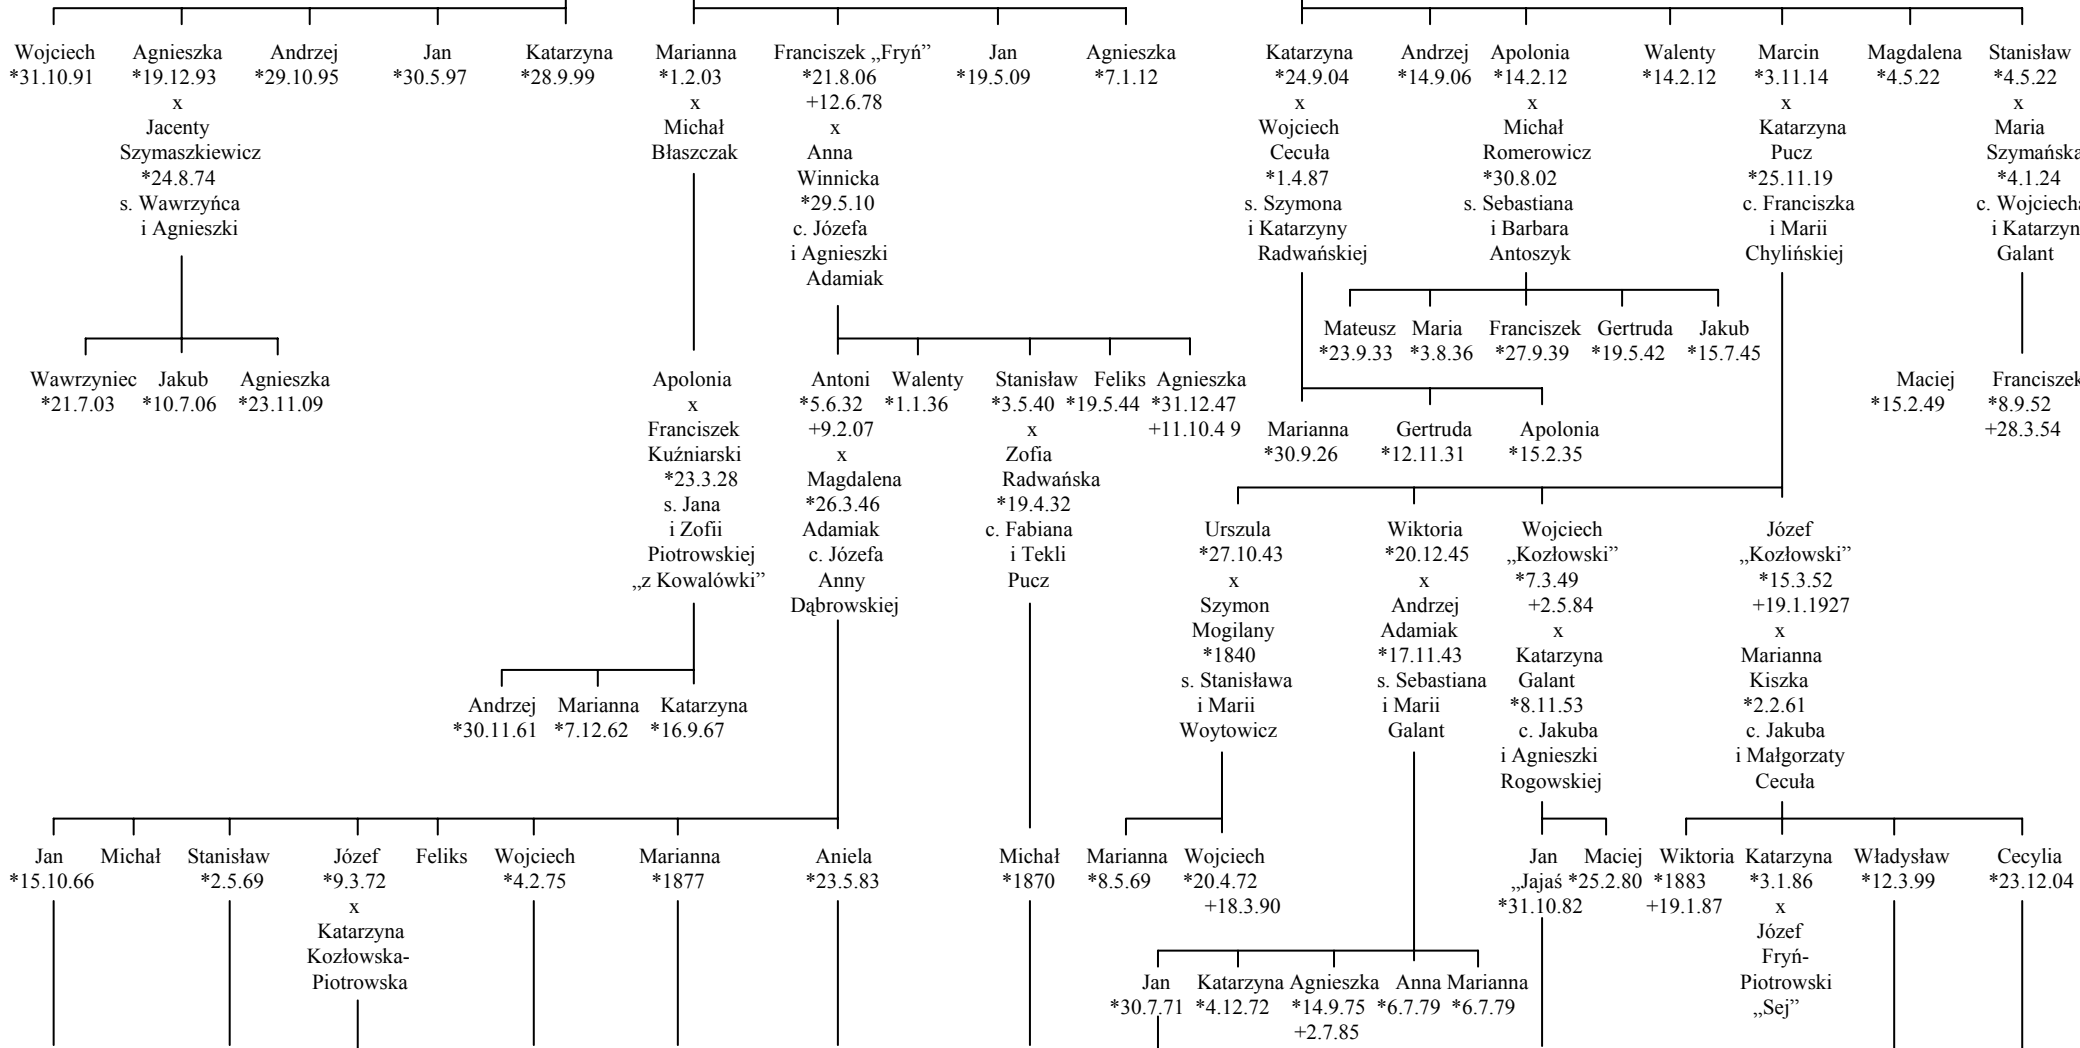 Wojciech
*31.10.91
Agnieszka
*19.12.93
x
Jacenty
Szymaszkiewicz
*24.8.74
s. Wawrzyńca
i Agnieszki
Andrzej
*29.10.95
Jan
*30.5.97
Katarzyna
*28.9.99
Marianna
*1.2.03
x
Michał
Błaszczak
Franciszek „Fryń”
*21.8.06
+12.6.78
x
Anna
Winnicka
*29.5.10
c. Józefa
i Agnieszki
Adamiak
Jan
*19.5.09
Agnieszka
*7.1.12
Katarzyna
*24.9.04
x
Wojciech
Cecuła
*1.4.87
s. Szymona
i Katarzyny
Radwańskiej
Andrzej
*14.9.06
Apolonia
*14.2.12
x
Michał
Romerowicz
*30.8.02
s. Sebastiana
i Barbara
Antoszyk
Walenty
*14.2.12
Marcin
*3.11.14
x
Katarzyna
Pucz
*25.11.19
c. Franciszka
i Marii
Chylińskiej
Magdalena
*4.5.22
Stanisław
*4.5.22
x
Maria
Szymańska
*4.1.24
c. Wojciecha
i Katarzyn
Galant
Mateusz
*23.9.33
Maria
*3.8.36
Franciszek
*27.9.39
Gertruda
*19.5.42
Jakub
*15.7.45
Wawrzyniec
*21.7.03
Jakub
*10.7.06
Agnieszka
*23.11.09
Apolonia
x
Franciszek
Kuźniarski
*23.3.28
s. Jana
i Zofii
Piotrowskiej
„z Kowalówki”
Antoni
*5.6.32
+9.2.07
x
Magdalena
*26.3.46
Adamiak
c. Józefa
Anny
Dąbrowskiej
Walenty
*1.1.36
Stanisław
*3.5.40
x
Zofia
Radwańska
*19.4.32
c. Fabiana
i Tekli
Pucz
Feliks
*19.5.44
Agnieszka
*31.12.47
+11.10.4 9
Marianna
*30.9.26
Gertruda
*12.11.31
Apolonia
*15.2.35
Maciej
*15.2.49
Franciszek
*8.9.52
+28.3.54
Urszula
*27.10.43
x
Szymon
Mogilany
*1840
s. Stanisława
i Marii
Woytowicz
Wiktoria
*20.12.45
x
Andrzej
Adamiak
*17.11.43
s. Sebastiana
i Marii
Galant
Wojciech
„Kozłowski”
*7.3.49
+2.5.84
x
Katarzyna
Galant
*8.11.53
c. Jakuba
i Agnieszki
Rogowskiej
Józef
„Kozłowski”
*15.3.52
+19.1.1927
x
Marianna
Kiszka
*2.2.61
c. Jakuba
i Małgorzaty
Cecuła
Andrzej
*30.11.61
Marianna
*7.12.62
Katarzyna
*16.9.67
Jan
*15.10.66
Michał
Stanisław
*2.5.69
Józef
*9.3.72
x
Katarzyna
Kozłowska-
Piotrowska
Feliks
Wojciech
*4.2.75
Marianna
*1877
Aniela
*23.5.83
Michał
*1870
Marianna
*8.5.69
Wojciech
*20.4.72
+18.3.90
Jan
„Jajaś
*31.10.82
Maciej
*25.2.80
Wiktoria
*1883
+19.1.87
Katarzyna
*3.1.86
x
Józef
Fryń-
Piotrowski
„Sej”
Władysław
*12.3.99
Cecylia
*23.12.04
Jan
*30.7.71
Katarzyna
*4.12.72
Agnieszka
*14.9.75
+2.7.85
Anna
*6.7.79
Marianna
*6.7.79